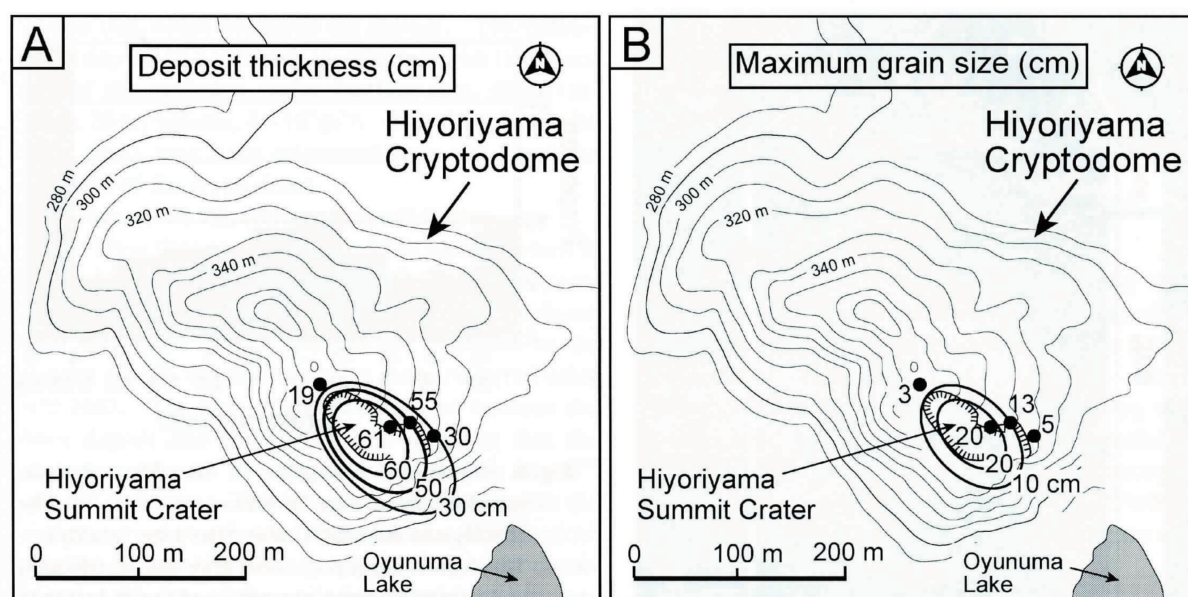 A
Deposit thickness (cm)
Hiyoriyama
Cryptodome
280 m
300 m
320 m
340 m
19
55
61
30
60
50
30 cm
Hiyoriyama
Summit Crater
0
100 m
200 m
Oyunuma
Lake
B
Maximum grain size (cm)
Hiyoriyama
Cryptodome
280 m
300 m
320 m
340 m
3
13
5
20
20
10 cm
Hiyoriyama
Summit Crater
0
100 m
200 m
Oyunuma
Lake